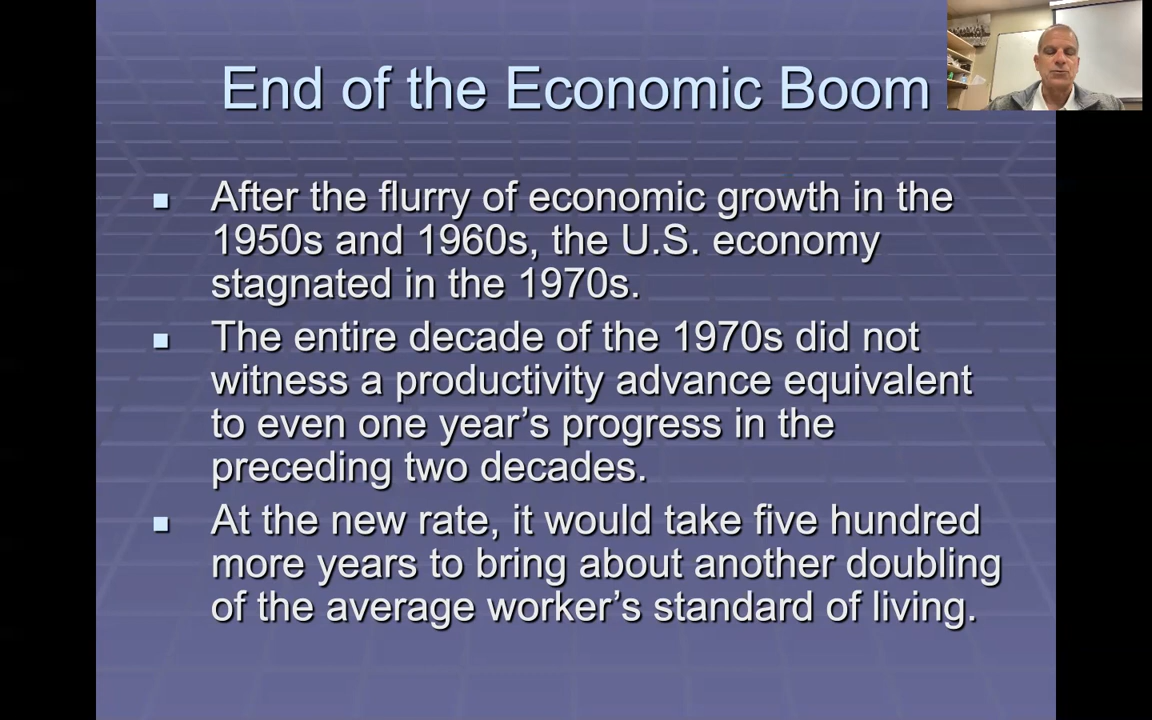 End of the Economic Boom
After the flurry of economic growth in the
1950s and 1960s, the U.S. economy
stagnated in the 1970s.
The entire decade of the 1970s did not
witness a productivity advance equivalent
to even one year’s progress in the
preceding two decades.
At the new rate, it would take five hundred
more years to bring about another doubling
of the average worker’s standard of living.